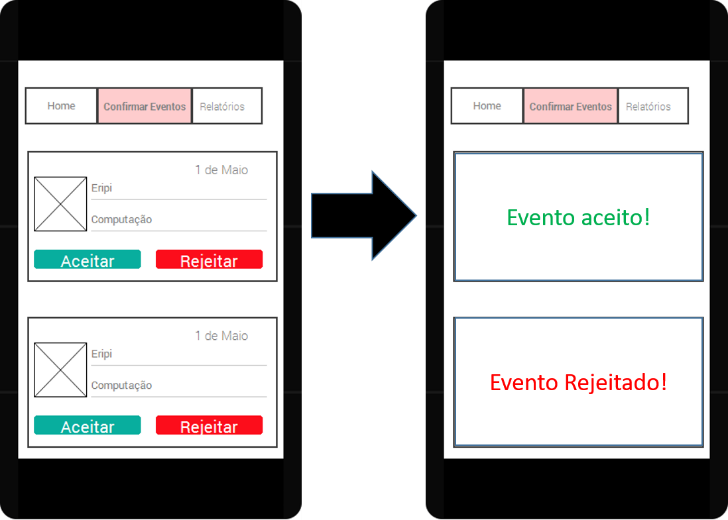 Home Confirmar Eventos Relatórios
1 de Maio
Eripi
Computação
Aceitar Rejeitar
1 de Maio
Eripi
Computação
Aceitar Rejeitar
Home Confirmar Eventos Relatórios
Evento aceito!
Evento Rejeitado!